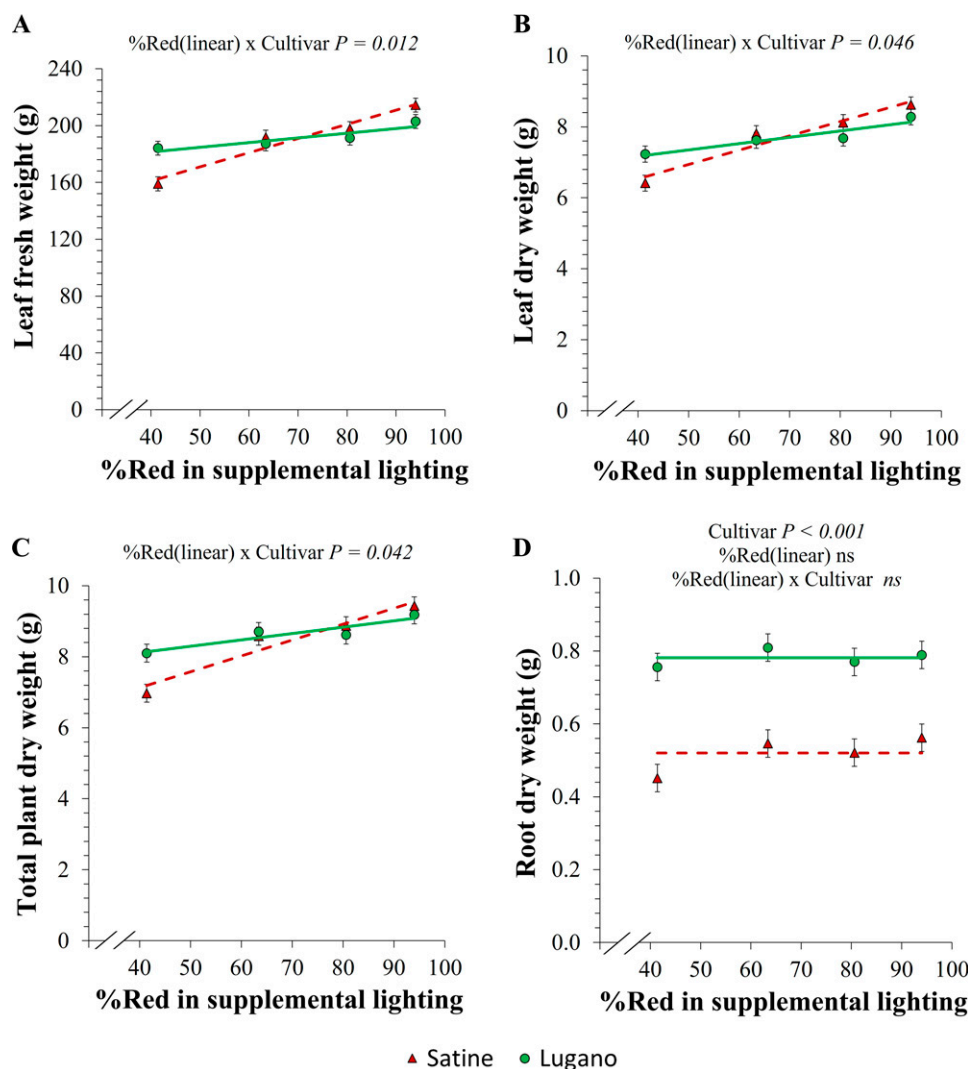 A
%Red(linear) x Cultivar P = 0.012
Leaf fresh weight (g)
240
200
160
120
80
40
0
40 50 60 70 80 90 100
%Red in supplemental lighting
B
%Red(linear) x Cultivar P = 0.046
Leaf dry weight (g)
10
8
6
4
2
0
40 50 60 70 80 90 100
%Red in supplemental lighting
C
%Red(linear) x Cultivar P = 0.042
Total plant dry weight (g)
10
8
6
4
2
0
40 50 60 70 80 90 100
%Red in supplemental lighting
D
Cultivar P < 0.001
%Red(linear) ns
%Red(linear) x Cultivar ns
Root dry weight (g)
1.0
0.8
0.6
0.4
0.2
0.0
40 50 60 70 80 90 100
%Red in supplemental lighting
Satine Lugano